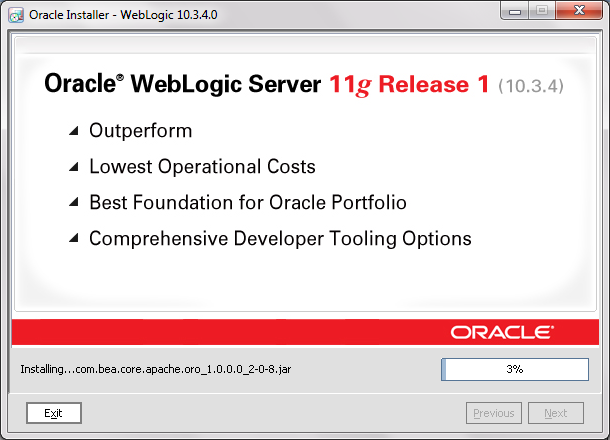 Oracle Installer - WebLogic 10.3.4.0
Oracle® WebLogic Server 11g Release 1 (10.3.4)
Outperform
Lowest Operational Costs
Best Foundation for Oracle Portfolio
Comprehensive Developer Tooling Options
ORACLE®
Installing...com.bea.core.apache.oro_1.0.0.0_2-0-8.jar 3%
Exit Previous Next